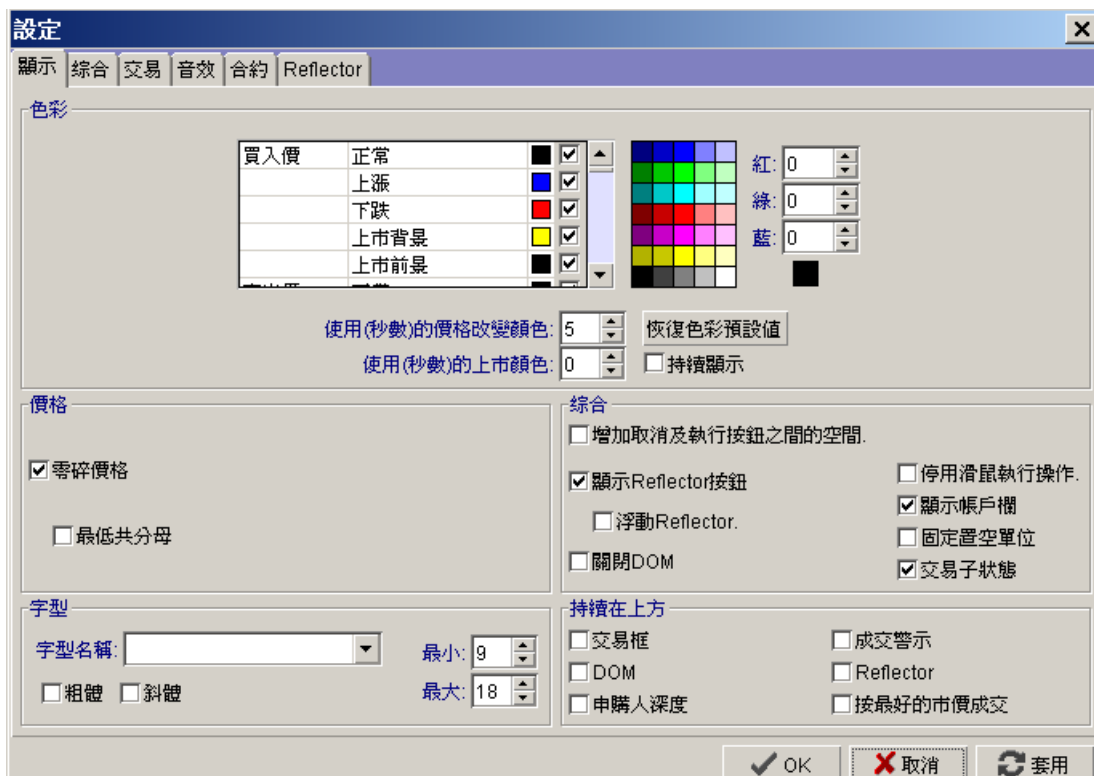 設定
顯示 綜合 交易 音效 合約 Reflector
色彩
買入價 正常
上漲
下跌
上市背景
上市前景
紅: 0
綠: 0
藍: 0
使用(秒數)的價格改變顏色: 5 恢復色彩預設值
使用(秒數)的上市顏色: 0 持續顯示
價格
零碎價格
最低共分母
綜合
增加取消及執行按鈕之間的空間.
顯示Reflector按鈕
浮動Reflector.
關閉DOM
停用滑鼠執行操作.
顯示帳戶欄
固定置空單位
交易子狀態
字型
字型名稱: 最小: 9
粗體 斜體 最大: 18
持續在上方
交易框 成交警示
DOM Reflector
申購人深度 按最好的市價成交
OK 取消 套用